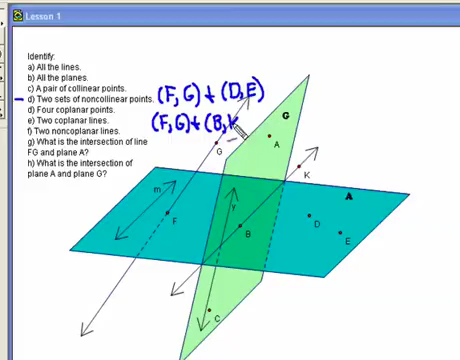 Lesson 1
Identify:
a) All the lines.
b) All the planes.
c) A pair of collinear points.
d) Two sets of noncollinear points. (F, G) + (D, E)
d) Four coplanar points. (F, G) + (B,
e) Two coplanar lines.
f) Two noncoplanar lines.
g) What is the intersection of line
FG and plane A?
h) What is the intersection of
plane A and plane G?
G
A
G
K
m
y
A
F
B
D
E
C